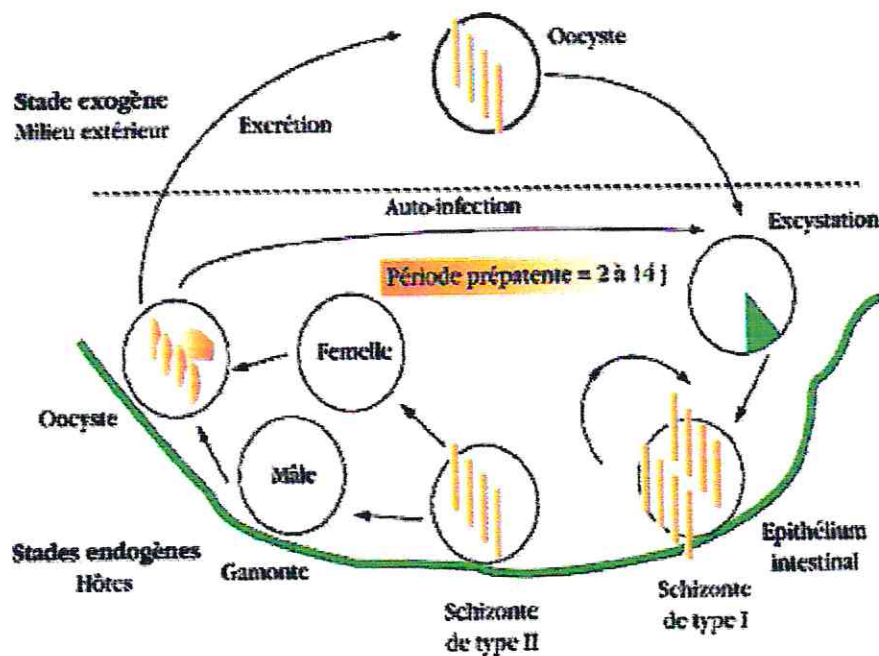 Oocyste
Stade exogène
Milieu extérieur
Excrétion
Auto-infection
Excystation
Période prépatente = 2 à 14 j
Femelle
Oocyste
Mâle
Stades endogènes
Hôtes
Gamonte
Schizonte
de type II
Schizonte
de type I
Epithélium
intestinal